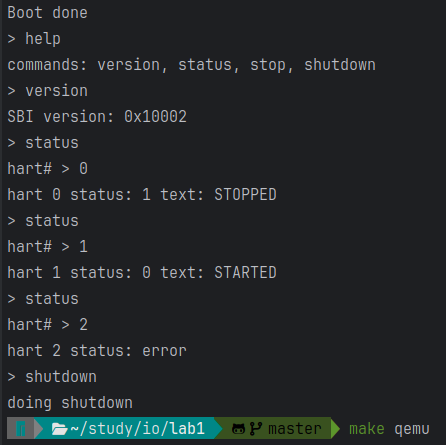 Boot done
> help
commands: version, status, stop, shutdown
> version
SBI version: 0x10002
> status
hart# > 0
hart 0 status: 1 text: STOPPED
> status
hart# > 1
hart 1 status: 0 text: STARTED
> status
hart# > 2
hart 2 status: error
> shutdown
doing shutdown
~/study/io/lab1 master make qemu